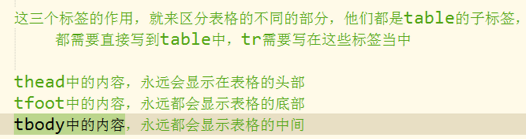 这三个标签的作用，就来区分表格的不同的部分，他们都是table的子标签，
都需要直接写到table中，tr需要写在这些标签当中
thead中的内容，永远会显示在表格的头部
tfoot中的内容，永远都会显示表格的底部
tbody中的内容，永远都会显示表格的中间